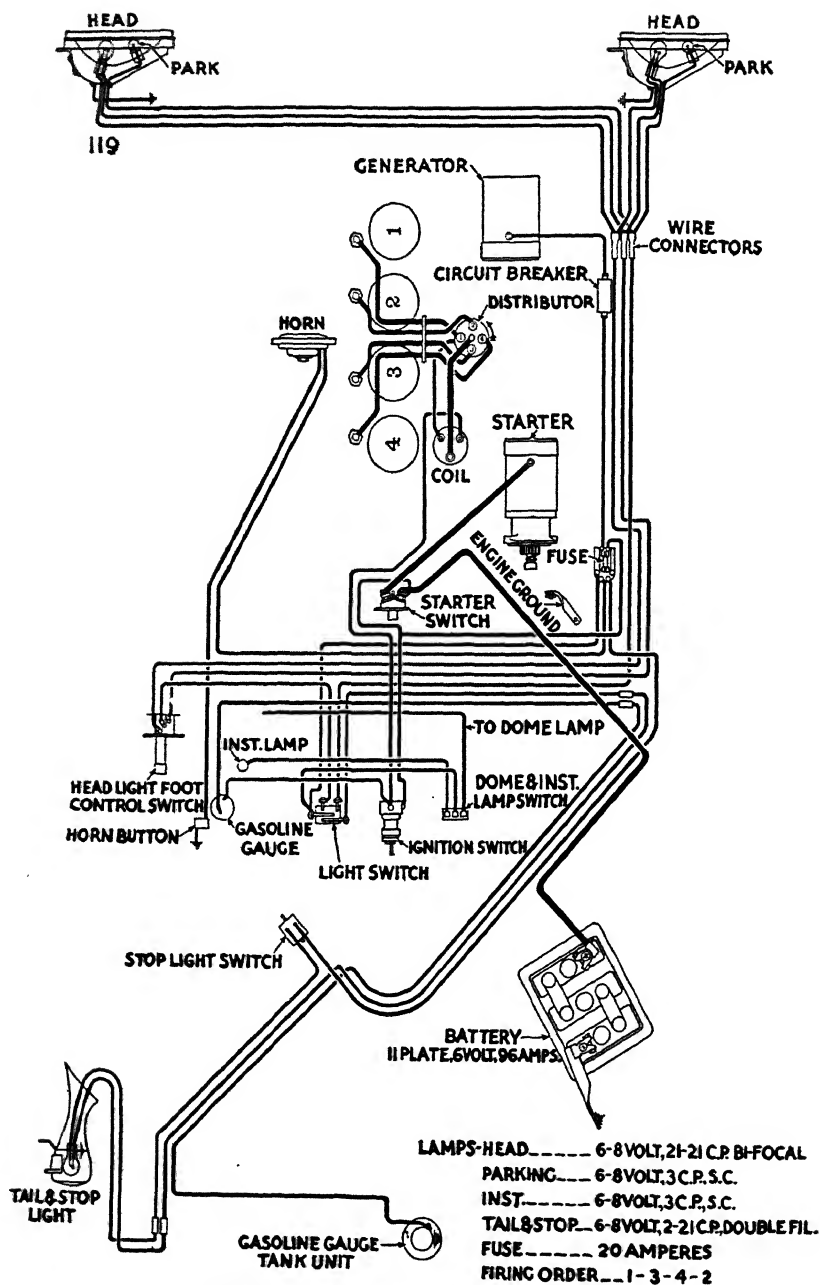 HEAD
HEAD
PARK
PARK
119
GENERATOR
WIRE
CONNECTORS
CIRCUIT BREAKER
DISTRIBUTOR
1
2
3
4
HORN
COIL
STARTER
FUSE
ENGINE GROUND
STARTER
SWITCH
TO DOME LAMP
INST. LAMP
HEAD LIGHT FOOT
CONTROL SWITCH
DOME & INST.
LAMP SWITCH
HORN BUTTON
GASOLINE
GAUGE
IGNITION SWITCH
LIGHT SWITCH
STOP LIGHT SWITCH
BATTERY
11 PLATE, 6 VOLT, 96 AMPS.
TAIL & STOP
LIGHT
GASOLINE GAUGE
TANK UNIT
LAMPS-HEAD_____ 6-8 VOLT, 21-21 C.P. BI-FOCAL
PARKING___ 6-8 VOLT, 3 C.P. S.C.
INST_____ 6-8 VOLT, 3 C.P., S.C.
TAIL & STOP__ 6-8 VOLT, 2-21 C.P., DOUBLE FIL.
FUSE_____ 20 AMPERES
FIRING ORDER__1-3-4-2